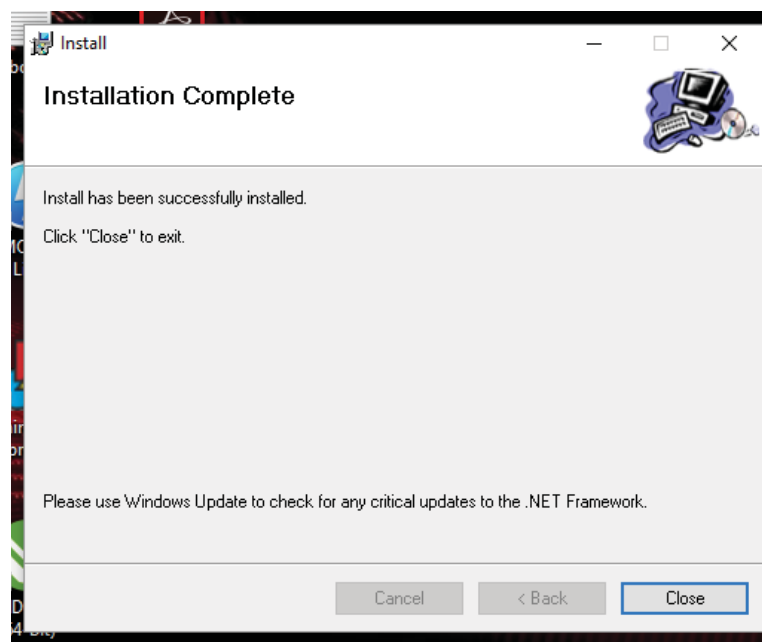 Install
Installation Complete
Install has been successfully installed.
Click "Close" to exit.
Please use Windows Update to check for any critical updates to the .NET Framework.
Cancel
< Back
Close